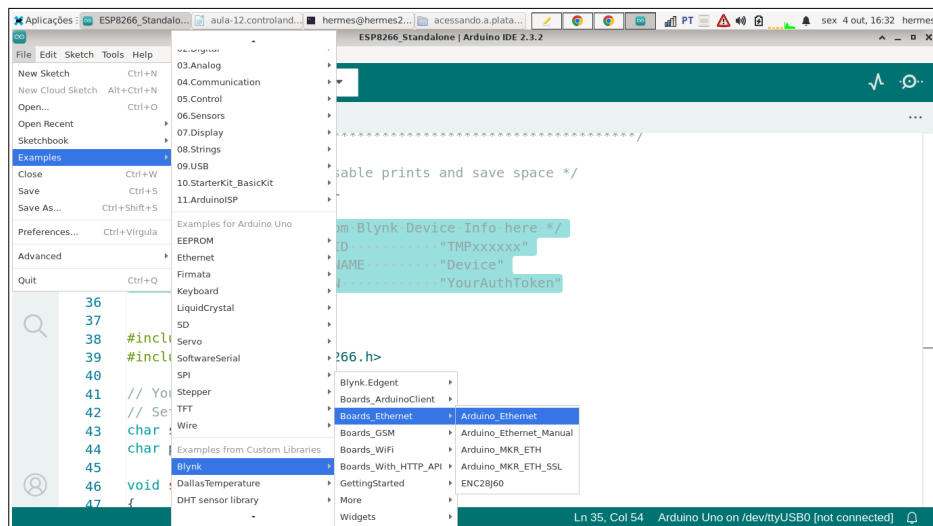 Aplicações
ESP8266_Standalo...
aula-12.controland...
hermes@hermes2...
acessando.a.plata...
PT
sex 4 out, 16:32
hermes
ESP8266_Standalone | Arduino IDE 2.3.2
File Edit Sketch Tools Help
New Sketch Ctrl+N
New Cloud Sketch Alt+Ctrl+N
Open... Ctrl+O
Open Recent
Sketchbook
Examples
Close Ctrl+W
Save Ctrl+S
Save As... Ctrl+Shift+S
Preferences... Ctrl+Vírgula
Advanced
Quit Ctrl+Q
02.Digital
03.Analog
04.Communication
05.Control
06.Sensors
07.Display
08.Strings
09.USB
10.StarterKit_BasicKit
11.ArduinoISP
Examples for Arduino Uno
EEPROM
Ethernet
Firmata
Keyboard
LiquidCrystal
SD
Servo
SoftwareSerial
SPI
Stepper
TFT
Wire
Examples from Custom Libraries
Blynk
DallasTemperature
DHT sensor library
Blynk.Edgent
Boards_ArduinoClient
Boards_Ethernet
Boards_GSM
Boards_WiFi
Boards_With_HTTP_API
GettingStarted
More
Widgets
Arduino_Ethernet
Arduino_Ethernet_Manual
Arduino_MKR_ETH
Arduino_MKR_ETH_SSL
ENC28J60
***********************************/
sable prints and save space */
om Blynk Device Info here */
ID "TMPxxxxxx"
NAME "Device"
N "YourAuthToken"
36
37
38 #incl
39 #incl 266.h>
40
41 // You
42 // Se
43 char s
44 char p
45
46 void s
47 {
Ln 35, Col 54 Arduino Uno on /dev/ttyUSB0 [not connected]